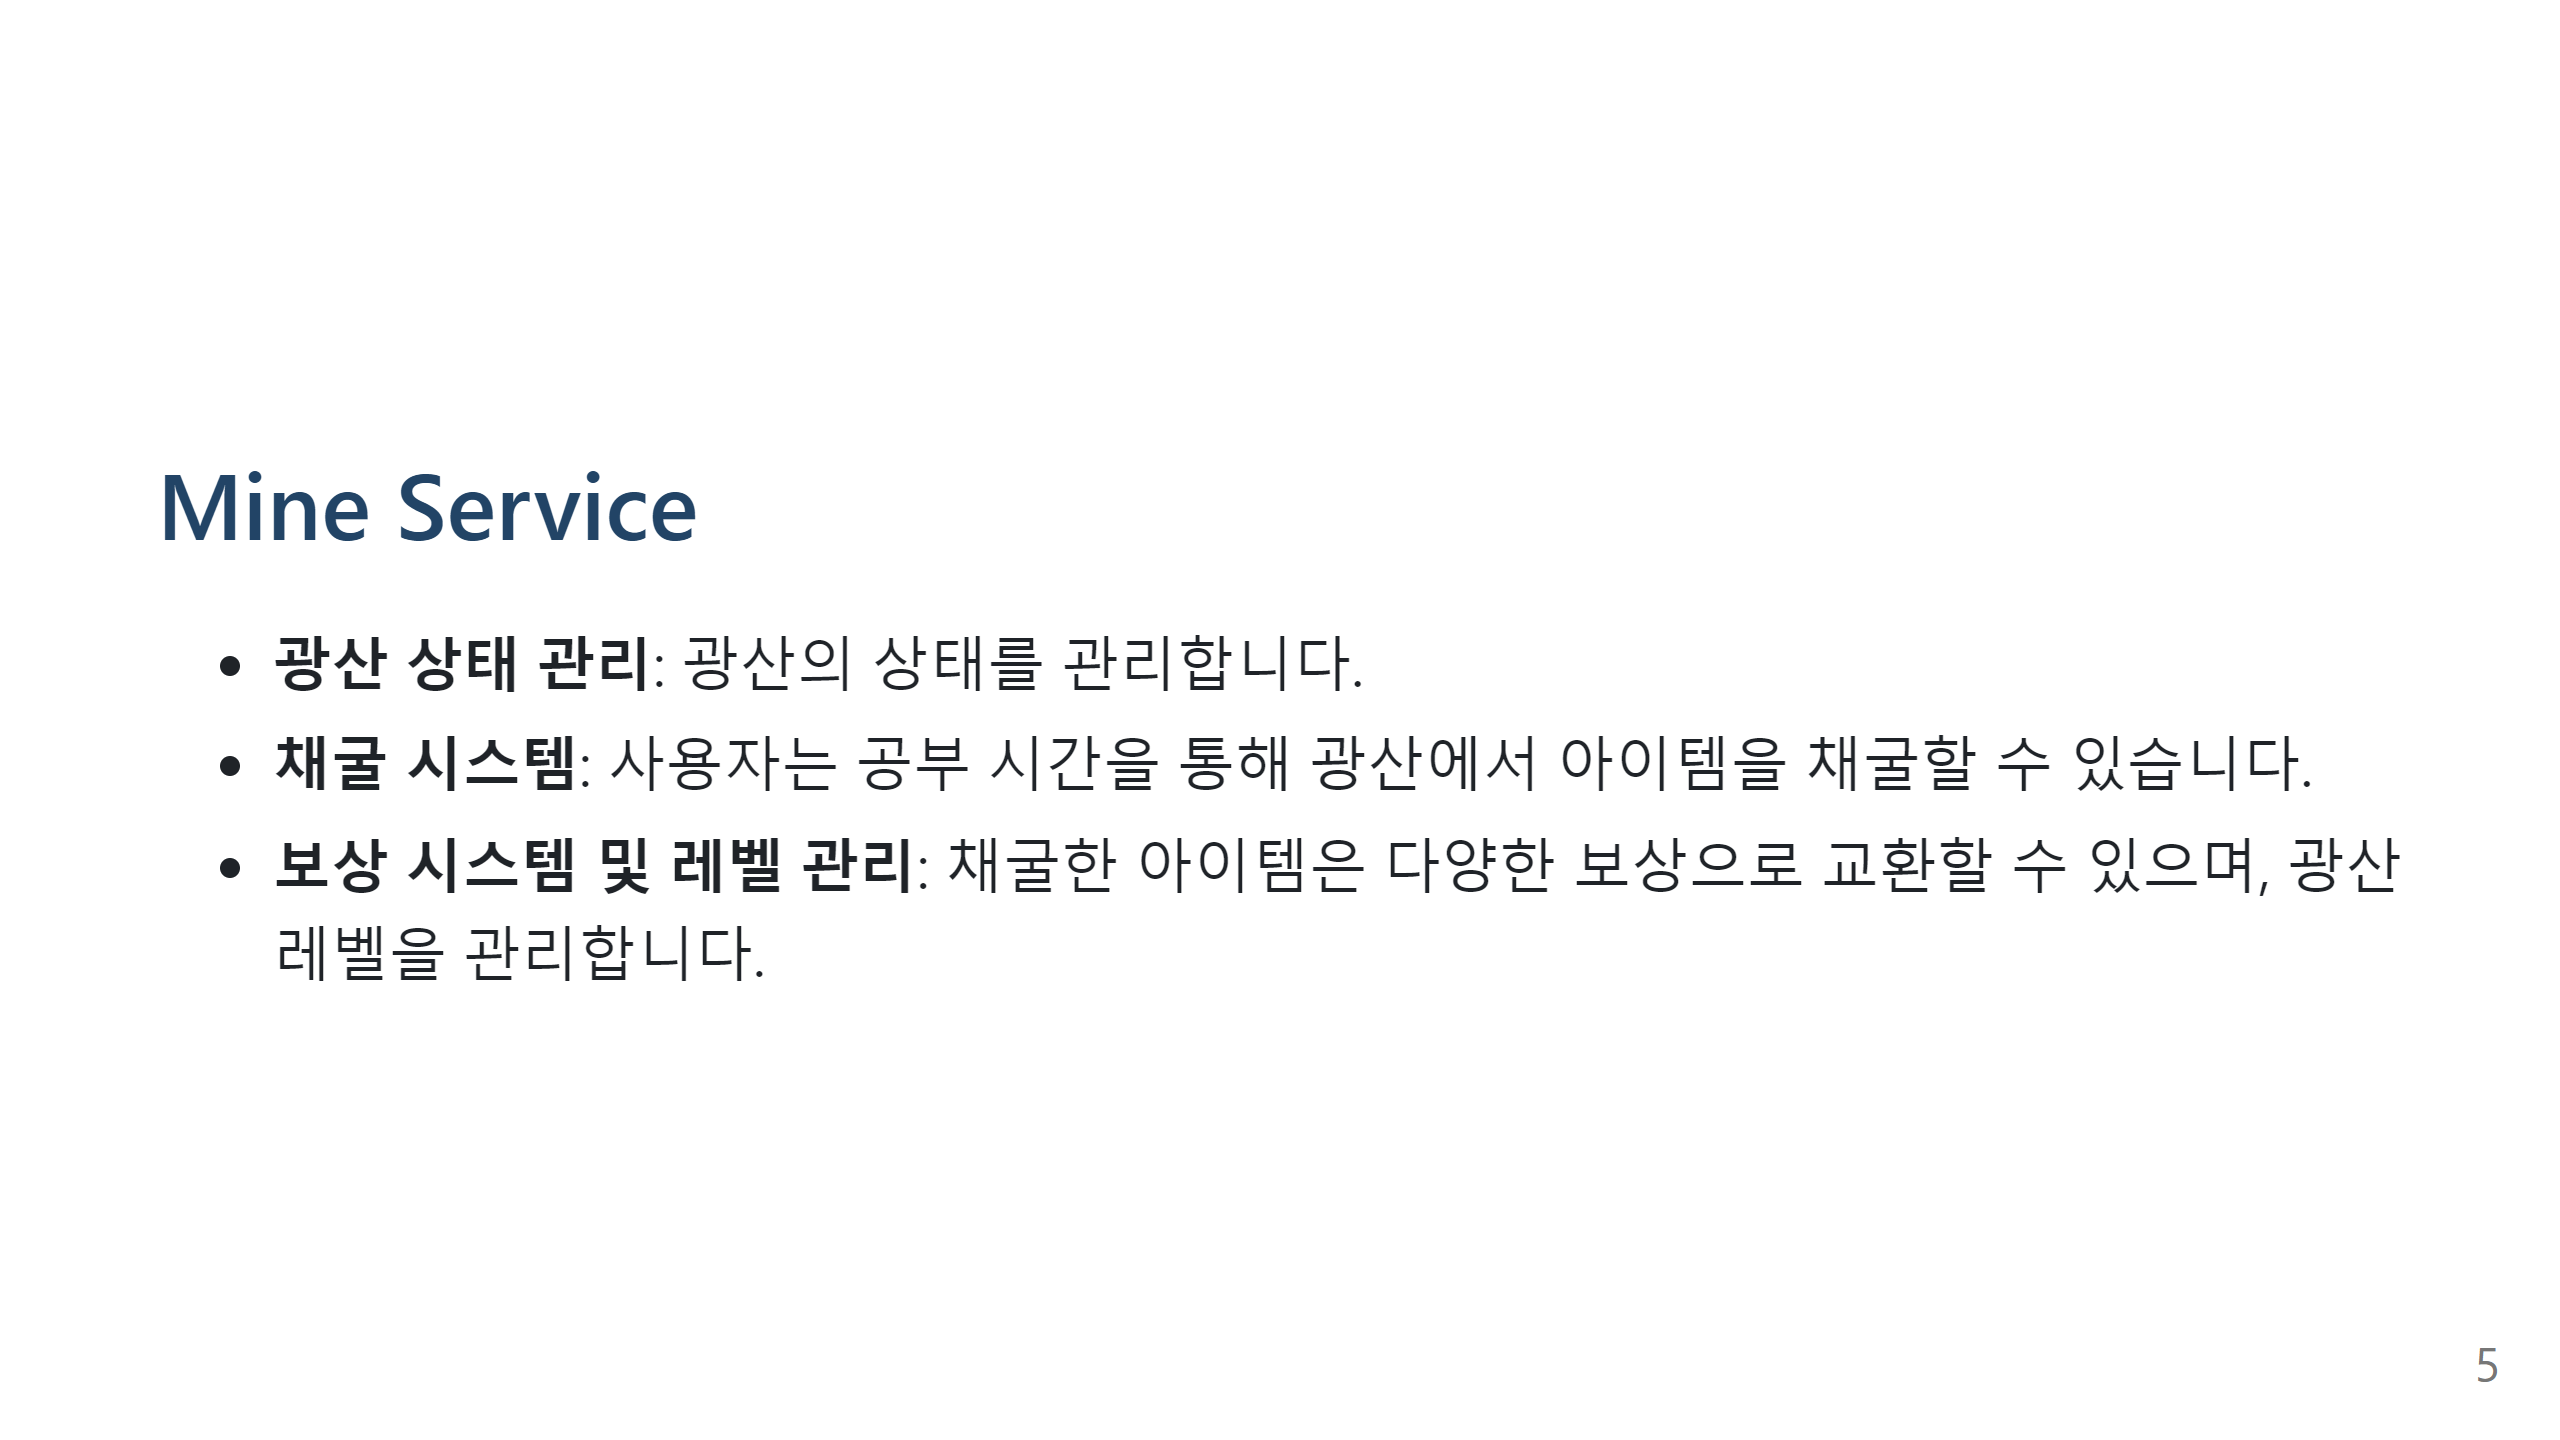 Mine Service
• 광산 상태 관리: 광산의 상태를 관리합니다.
• 채굴 시스템: 사용자는 공부 시간을 통해 광산에서 아이템을 채굴할 수 있습니다.
• 보상 시스템 및 레벨 관리: 채굴한 아이템은 다양한 보상으로 교환할 수 있으며, 광산
레벨을 관리합니다.
5